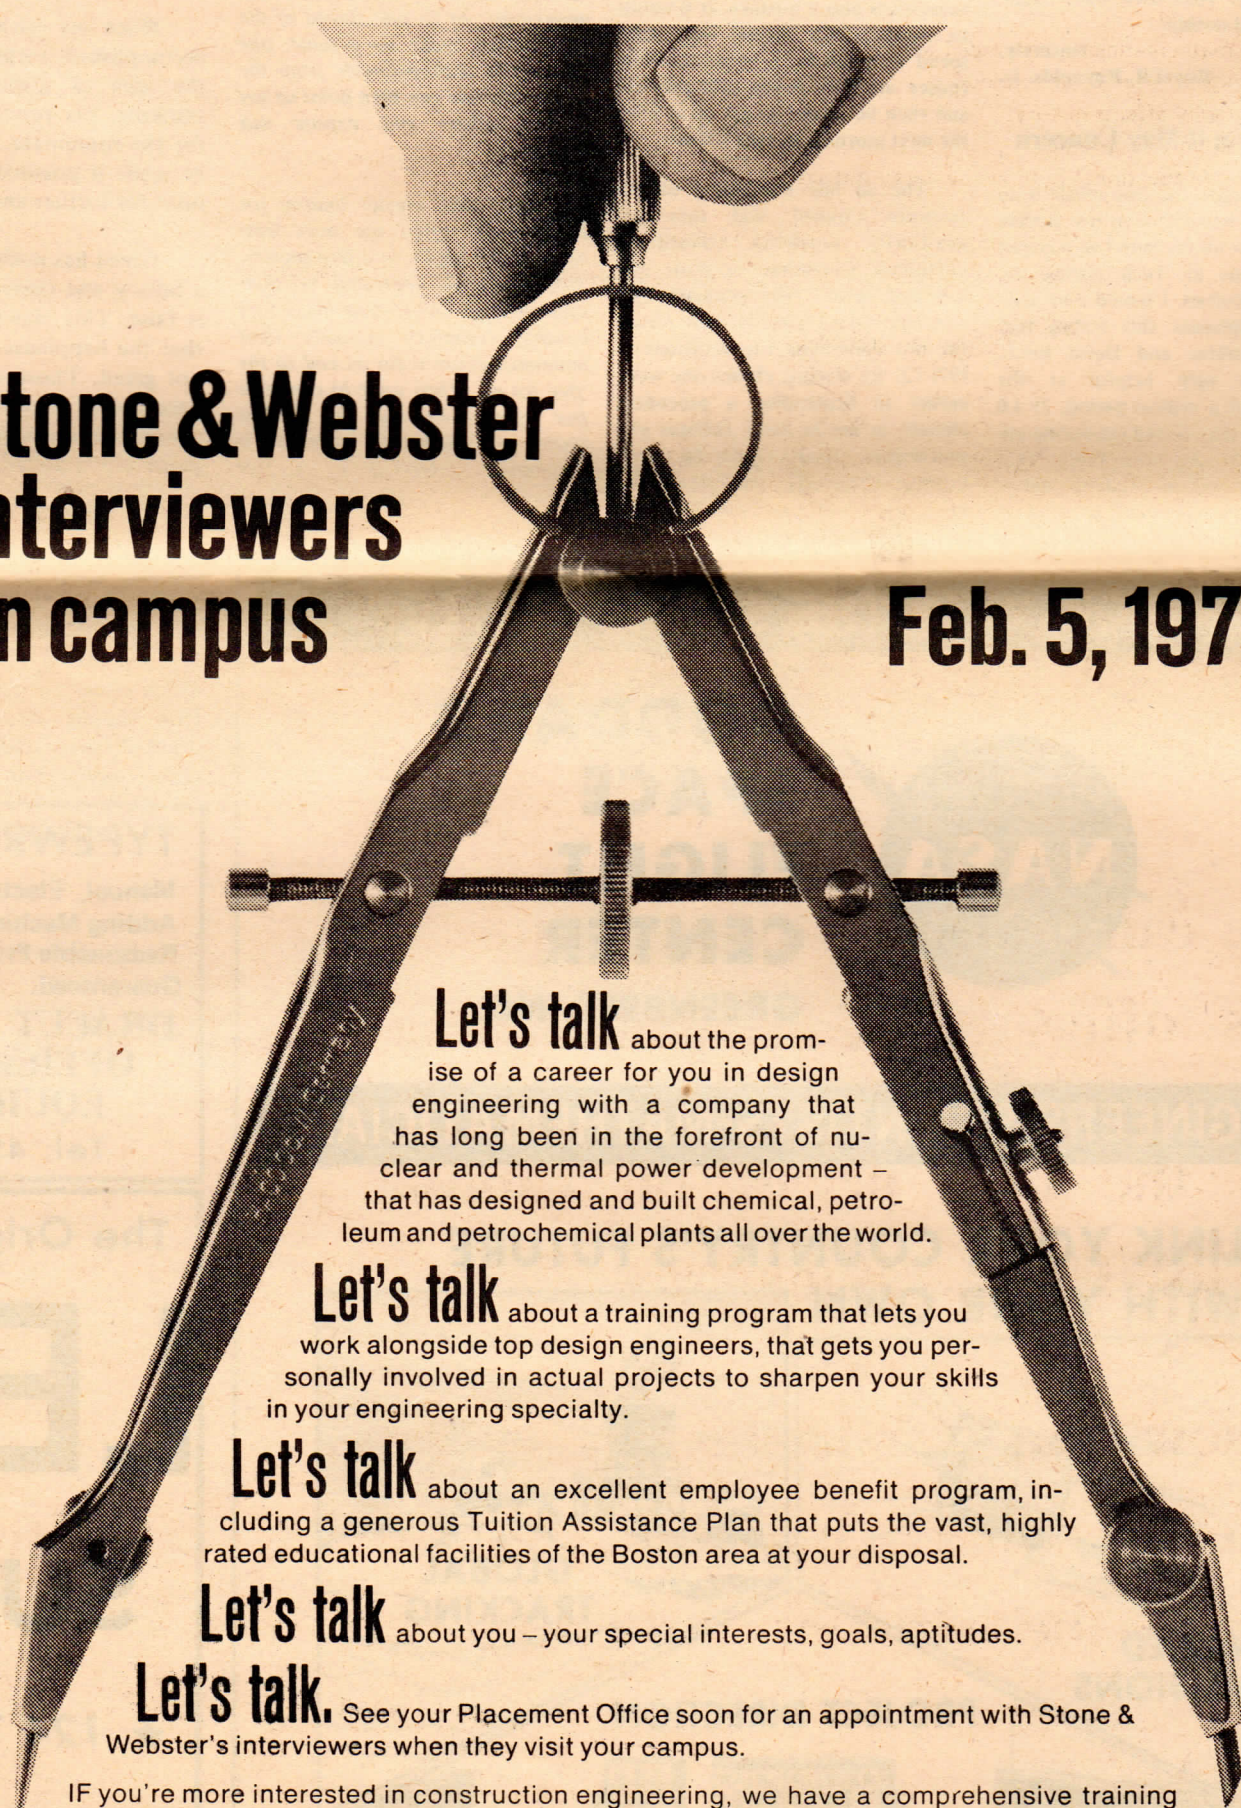 tone & Webster
nterviewers
n campus
Feb. 5, 197
Let's talk about the prom-
ise of a career for you in design
engineering with a company that
has long been in the forefront of nu-
clear and thermal power development –
that has designed and built chemical, petro-
leum and petrochemical plants all over the world.
Let's talk about a training program that lets you
work alongside top design engineers, that gets you per-
sonally involved in actual projects to sharpen your skills
in your engineering specialty.
Let's talk about an excellent employee benefit program, in-
cluding a generous Tuition Assistance Plan that puts the vast, highly
rated educational facilities of the Boston area at your disposal.
Let's talk about you – your special interests, goals, aptitudes.
Let's talk. See your Placement Office soon for an appointment with Stone &
Webster's interviewers when they visit your campus.
IF you're more interested in construction engineering, we have a comprehensive training